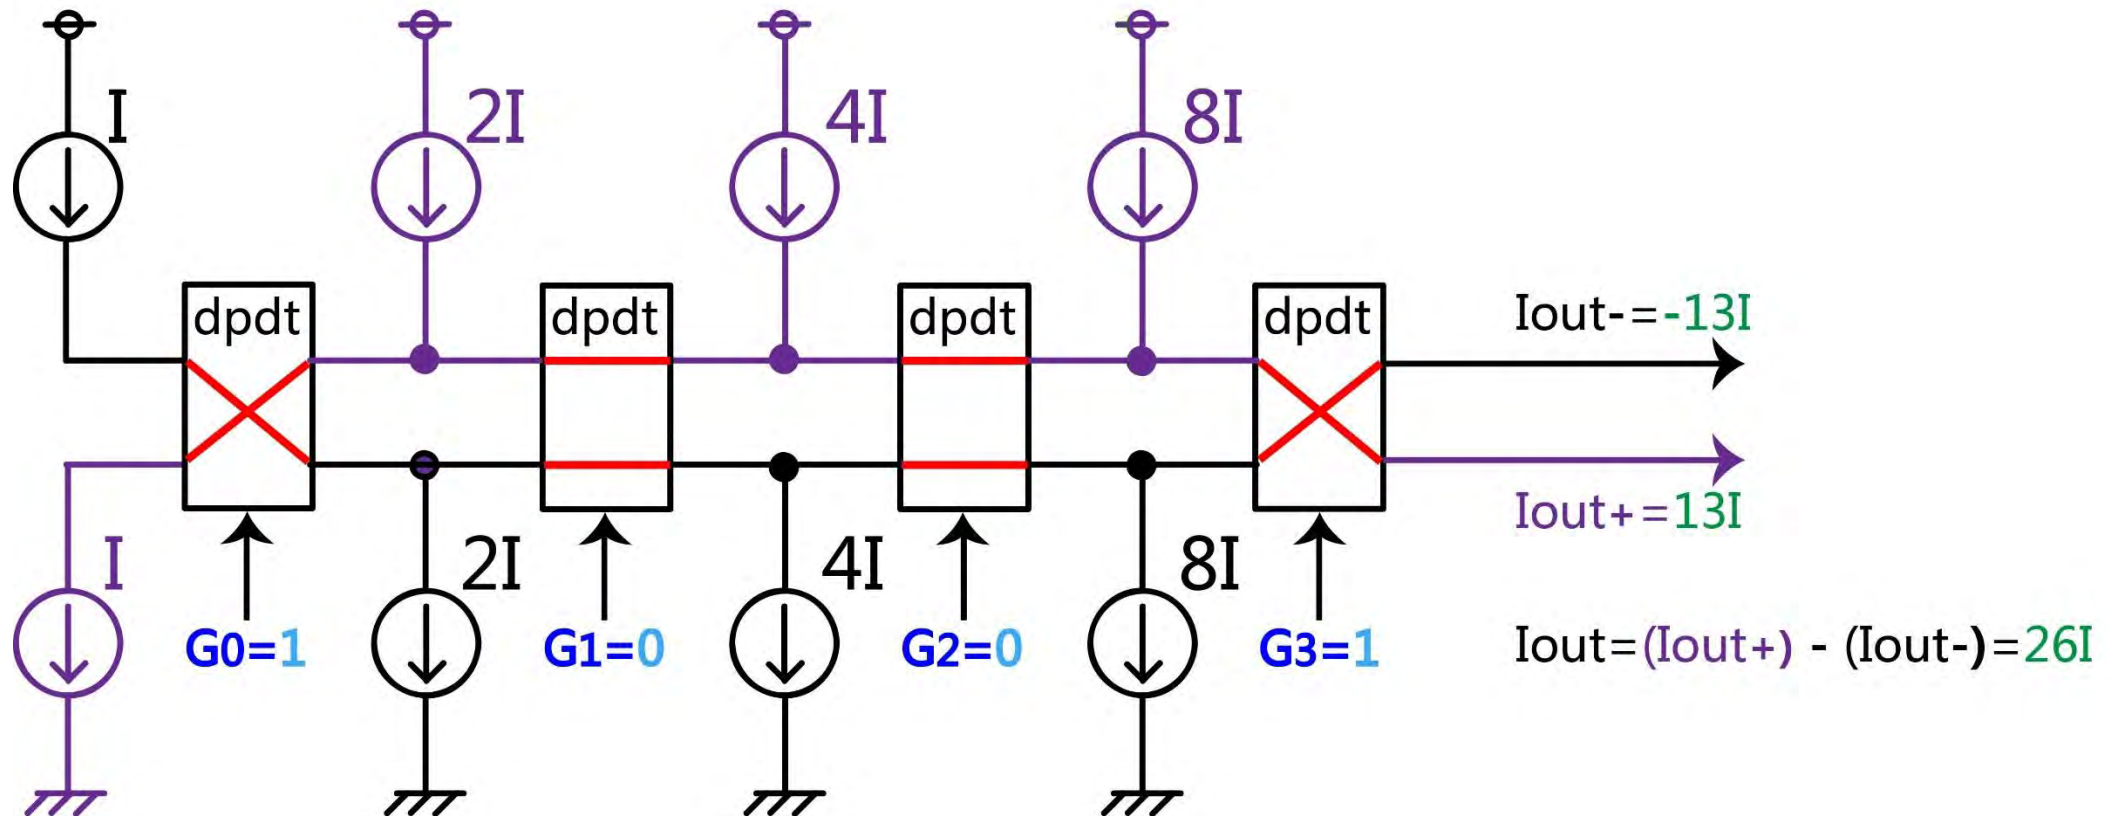 I
2I
4I
8I
dpdt
dpdt
dpdt
dpdt
Iout-=-13I
Iout+=13I
I
2I
4I
8I
G0=1
G1=0
G2=0
G3=1
Iout=(Iout+) - (Iout-)=26I